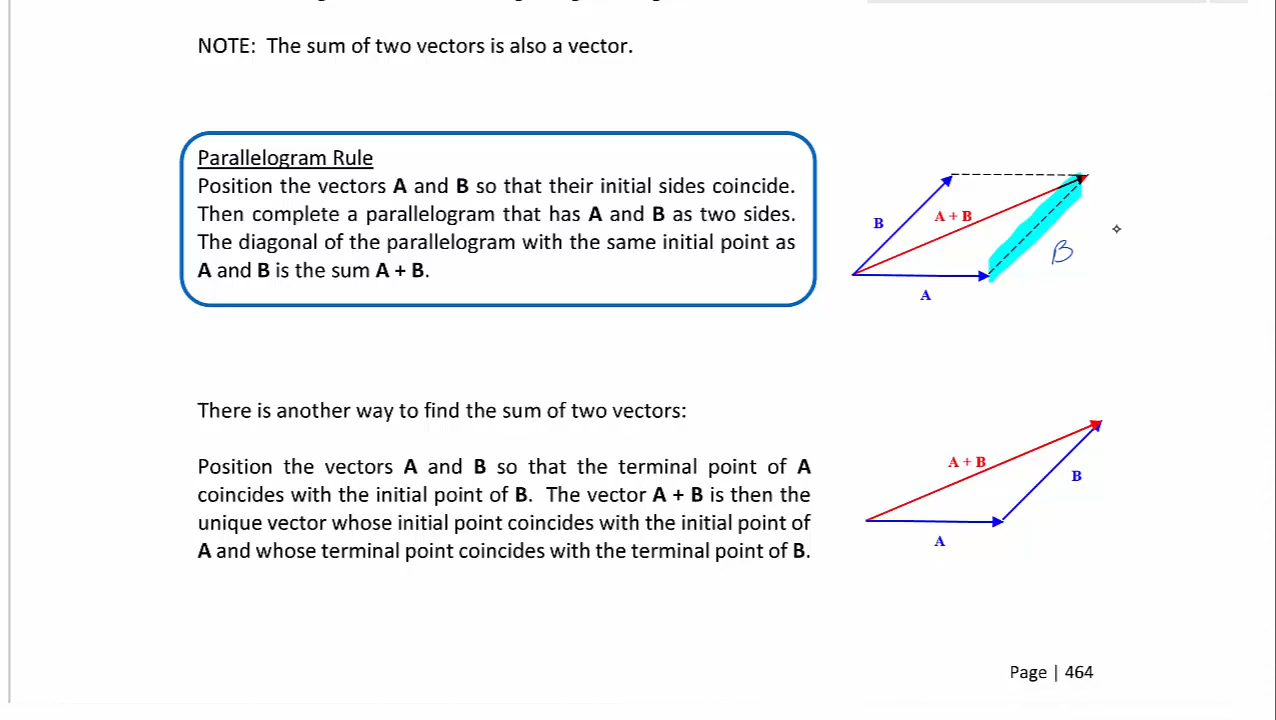 NOTE: The sum of two vectors is also a vector.
Parallelogram Rule
Position the vectors A and B so that their initial sides coincide.
Then complete a parallelogram that has A and B as two sides.
The diagonal of the parallelogram with the same initial point as
A and B is the sum A + B.
B
A + B
B
A
There is another way to find the sum of two vectors:
Position the vectors A and B so that the terminal point of A
coincides with the initial point of B. The vector A + B is then the
unique vector whose initial point coincides with the initial point of
A and whose terminal point coincides with the terminal point of B.
A + B
B
A
Page | 464